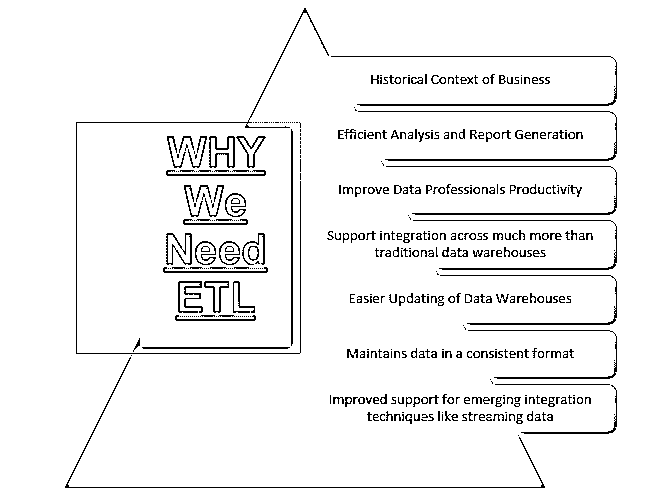 WHY
We
Need
ETL
Historical Context of Business
Efficient Analysis and Report Generation
Improve Data Professionals Productivity
Support integration across much more than
traditional data warehouses
Easier Updating of Data Warehouses
Maintains data in a consistent format
Improved support for emerging integration
techniques like streaming data